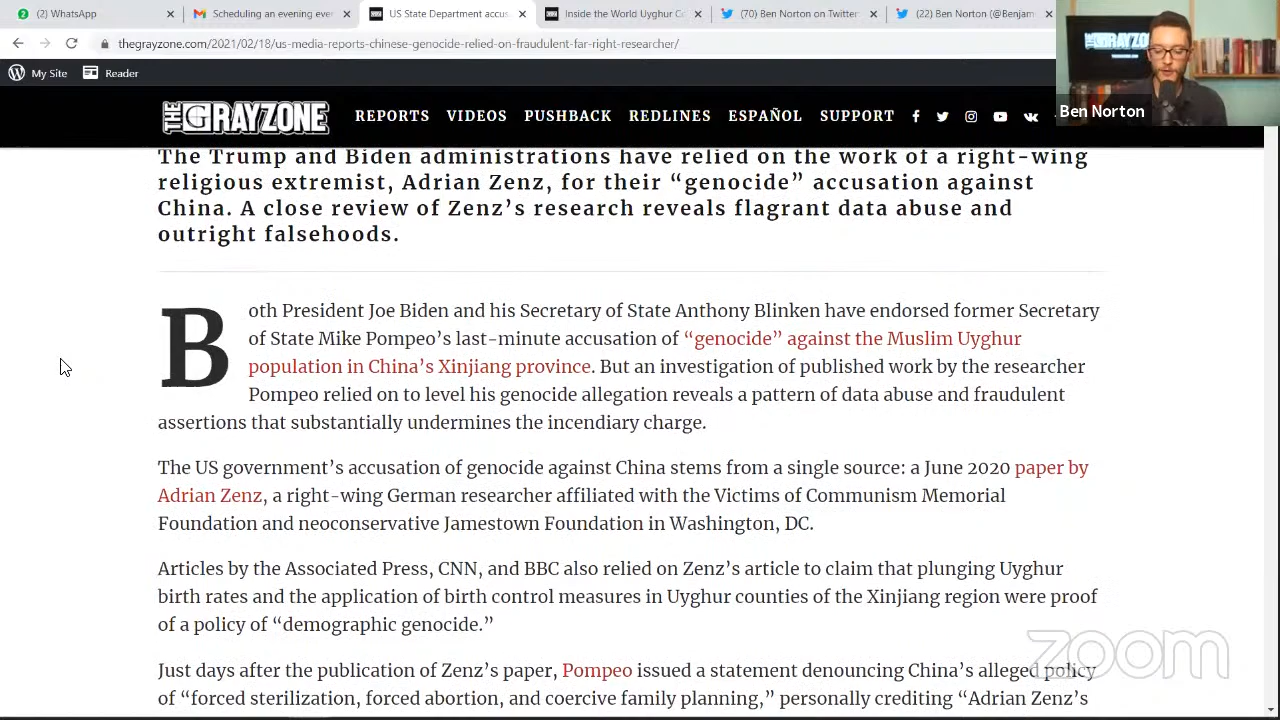 (2) WhatsApp
Scheduling an evening ever
US State Department accus
Inside the World Uyghur Co
(70) Ben Norton on Twitter
(22) Ben Norton (@Benjam
thegrayzone.com/2021/02/18/us-media-reports-chinese-genocide-relied-on-fraudulent-far-right-researcher/
My Site
Reader
THE GRAYZONE
REPORTS VIDEOS PUSHBACK REDLINES ESPAÑOL SUPPORT
Ben Norton
The Trump and Biden administrations have relied on the work of a right-wing
religious extremist, Adrian Zenz, for their “genocide” accusation against
China. A close review of Zenz’s research reveals flagrant data abuse and
outright falsehoods.
Both President Joe Biden and his Secretary of State Anthony Blinken have endorsed former Secretary
of State Mike Pompeo’s last-minute accusation of “genocide” against the Muslim Uyghur
population in China’s Xinjiang province. But an investigation of published work by the researcher
Pompeo relied on to level his genocide allegation reveals a pattern of data abuse and fraudulent
assertions that substantially undermines the incendiary charge.
The US government’s accusation of genocide against China stems from a single source: a June 2020 paper by
Adrian Zenz, a right-wing German researcher affiliated with the Victims of Communism Memorial
Foundation and neoconservative Jamestown Foundation in Washington, DC.
Articles by the Associated Press, CNN, and BBC also relied on Zenz’s article to claim that plunging Uyghur
birth rates and the application of birth control measures in Uyghur counties of the Xinjiang region were proof
of a policy of “demographic genocide.”
Just days after the publication of Zenz’s paper, Pompeo issued a statement denouncing China’s alleged policy
of “forced sterilization, forced abortion, and coercive family planning,” personally crediting “Adrian Zenz’s
zoom